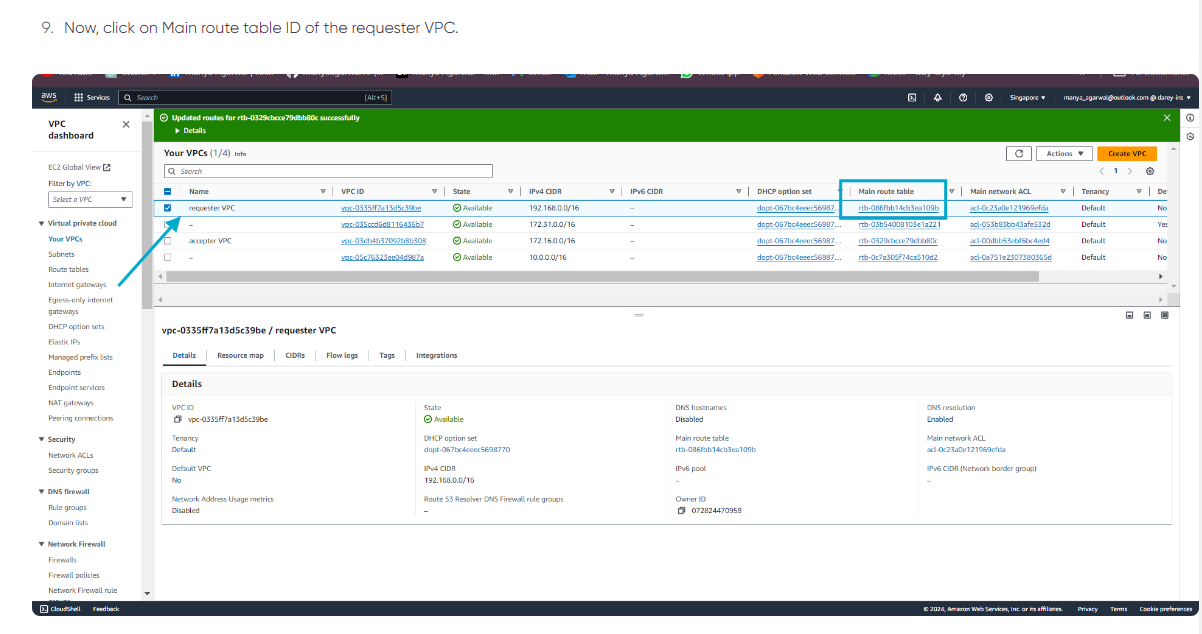 9. Now, click on Main route table ID of the requester VPC.
aws Services Search [Alt+S] Singapore ▼ manya_agarwal@outlook.com @ darey-ins ▼
VPC dashboard
EC2 Global View
Filter by VPC:
Select a VPC
Virtual private cloud
Your VPCs
Subnets
Route tables
Internet gateways
Egress-only internet
gateways
DHCP option sets
Elastic IPs
Managed prefix lists
Endpoints
Endpoint services
NAT gateways
Peering connections
Security
Network ACLs
Security groups
DNS firewall
Rule groups
Domain lists
Network Firewall
Firewalls
Firewall policies
Network Firewall rule
Updated routes for rtb-0329cbcce79dbb80c successfully
Details
Your VPCs (1/4) Info
Actions ▼ Create VPC
Search
1
Name VPC ID State IPv4 CIDR IPv6 CIDR DHCP option set Main route table Main network ACL Tenancy De
requester VPC vpc-0335ff7a13d5c39be Available 192.168.0.0/16 – dopt-067bc4eeec56987... rtb-086fbb14cb3ea109b acl-0c23a0e121969efda Default No
– vpc-035ccd6d8116436b7 Available 172.31.0.0/16 – dopt-067bc4eeec56987... rtb-03b54008103e1a221 acl-053b83bb43afe532d Default Yes
accepter VPC vpc-03db4b37092b8b308 Available 172.16.0.0/16 – dopt-067bc4eeec56987... rtb-0329cbcce79dbb80c acl-00dbb53ebf6bc4ed4 Default No
– vpc-05c76323ee04d987a Available 10.0.0.0/16 – dopt-067bc4eeec56987... rtb-0c7a305f74ca510d2 acl-0a751e2307380365d Default No
vpc-0335ff7a13d5c39be / requester VPC
Details Resource map CIDRs Flow logs Tags Integrations
Details
VPC ID
vpc-0335ff7a13d5c39be
State
Available
DNS hostnames
Disabled
DNS resolution
Enabled
Tenancy
Default
DHCP option set
dopt-067bc4eeec5698770
Main route table
rtb-086fbb14cb3ea109b
Main network ACL
acl-0c23a0e121969efda
Default VPC
No
IPv4 CIDR
192.168.0.0/16
IPv6 pool
–
IPv6 CIDR (Network border group)
–
Network Address Usage metrics
Disabled
Route 53 Resolver DNS Firewall rule groups
–
Owner ID
072824470958
CloudShell Feedback © 2024, Amazon Web Services, Inc. or its affiliates. Privacy Terms Cookie preferences